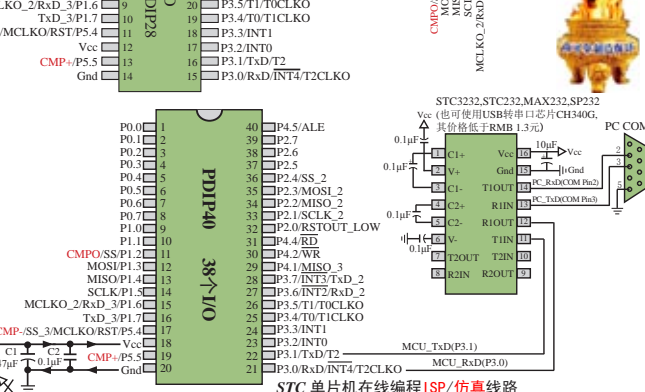 LKO_2/RxD_3/P1.6 9
TxD_3/P1.7 10
/MCLKO/RST/P5.4 11
Vcc 12
CMP+/P5.5 13
Gnd 14
DIP28
20 P3.5/T1/T0CLKO
19 P3.4/T0/T1CLKO
18 P3.3/INT1
17 P3.2/INT0
16 P3.1/TxD/T2
15 P3.0/RxD/INT4/T2CLKO
MCLKO_2/RxD
P0.0 1
P0.1 2
P0.2 3
P0.3 4
P0.4 5
P0.5 6
P0.6 7
P0.7 8
P1.0 9
P1.1 10
CMPO/SS/P1.2 11
MOSI/P1.3 12
MISO/P1.4 13
SCLK/P1.5 14
MCLKO_2/RxD_3/P1.6 15
TxD_3/P1.7 16
CMP-/SS_3/MCLKO/RST/P5.4 17
Vcc 18
CMP+/P5.5 19
Gnd 20
PDIP40 38个I/O
40 P4.5/ALE
39 P2.7
38 P2.6
37 P2.5
36 P2.4/SS_2
35 P2.3/MOSI_2
34 P2.2/MISO_2
33 P2.1/SCLK_2
32 P2.0/RSTOUT_LOW
31 P4.4/RD
30 P4.2/WR
29 P4.1/MISO_3
28 P3.7/INT3/TxD_2
27 P3.6/INT2/RxD_2
26 P3.5/T1/T0CLKO
25 P3.4/T0/T1CLKO
24 P3.3/INT1
23 P3.2/INT0
22 P3.1/TxD/T2
21 P3.0/RxD/INT4/T2CLKO
C1
47μF
C2
0.1μF
STC3232,STC232,MAX232,SP232
(也可使用USB转串口芯片CH340G,
其价格低于RMB 1.3元)
PC COM
Vcc
0.1μF
0.1μF
0.1μF
0.1μF
1 C1+
2 V+
3 C1-
4 C2+
5 C2-
6 V-
7 T2OUT
8 R2IN
Vcc 16
Gnd 15
T1OUT 14
R1IN 13
R1OUT 12
T1IN 11
T2IN 10
R2OUT 9
10μF
Vcc
Gnd
PC_RxD(COM Pin2)
PC_TxD(COM Pin3)
2
3
5
MCU_TxD(P3.1)
MCU_RxD(P3.0)
STC 单片机在线编程ISP/仿真线路